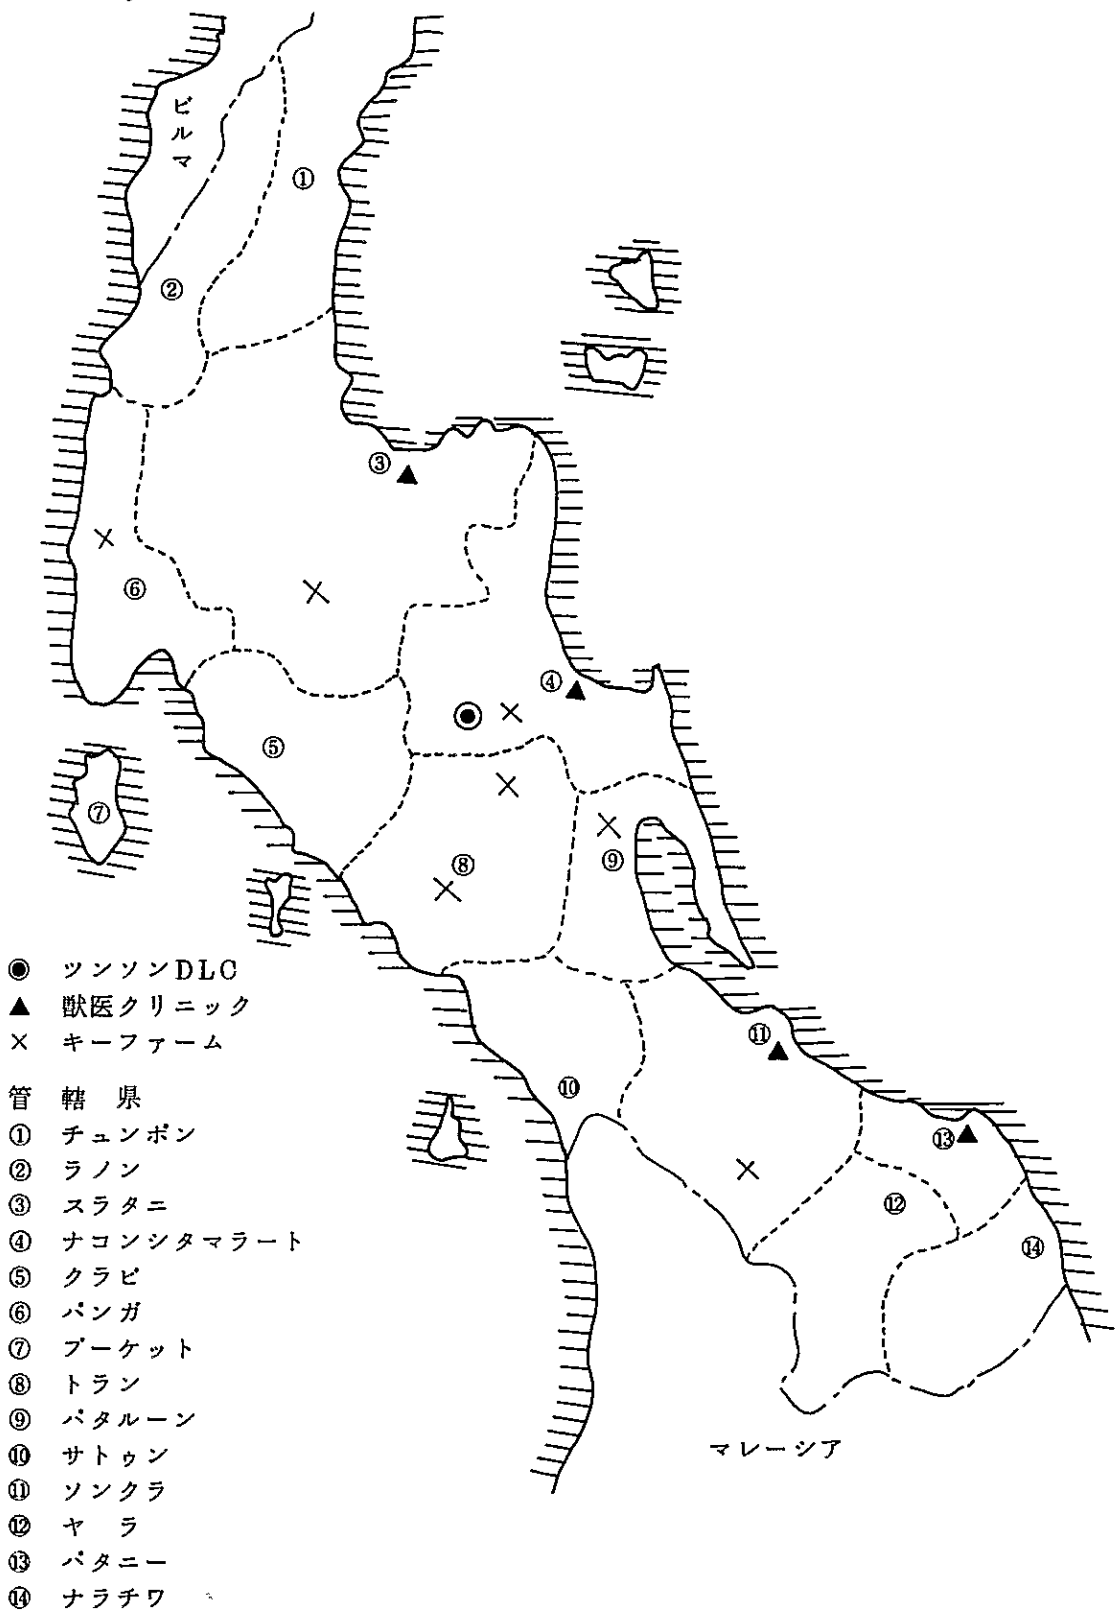 ビルマ
①
②
③
⑥
④
⑤
⑦
⑧
⑨
⑪
⑩
⑬
⑫
⑭
マレーシア
◉ ツンソンDLC
▲ 獣医クリニック
× キーファーム
管轄県
① チュンポン
② ラノン
③ スラタニ
④ ナコンシタマラート
⑤ クラビ
⑥ パンガ
⑦ プーケット
⑧ トラン
⑨ パタルーン
⑩ サトゥン
⑪ ソンクラ
⑫ ヤラ
⑬ パタニー
⑭ ナラチワ